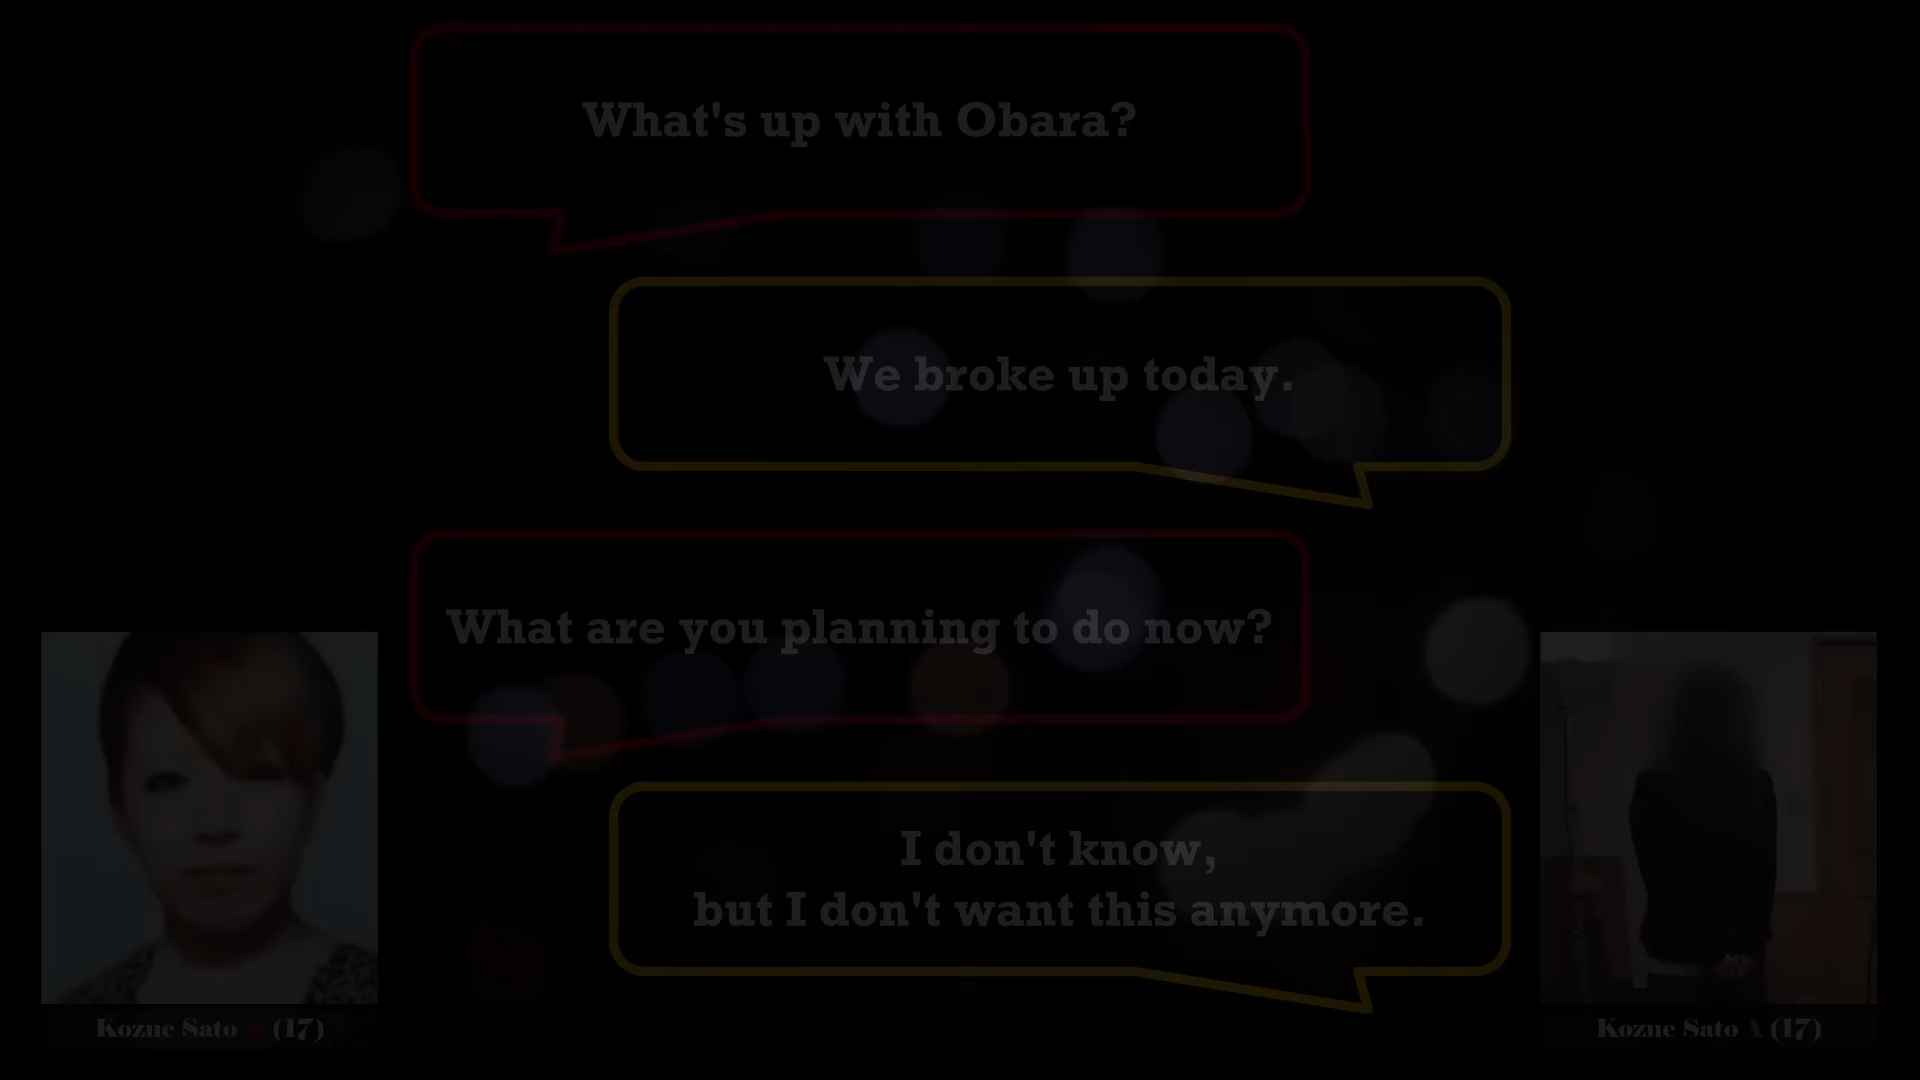 What's up with Obara?
We broke up today.
What are you planning to do now?
I don't know,
but I don't want this anymore.
Kozue Sato (17)
Kozue Sato A (17)